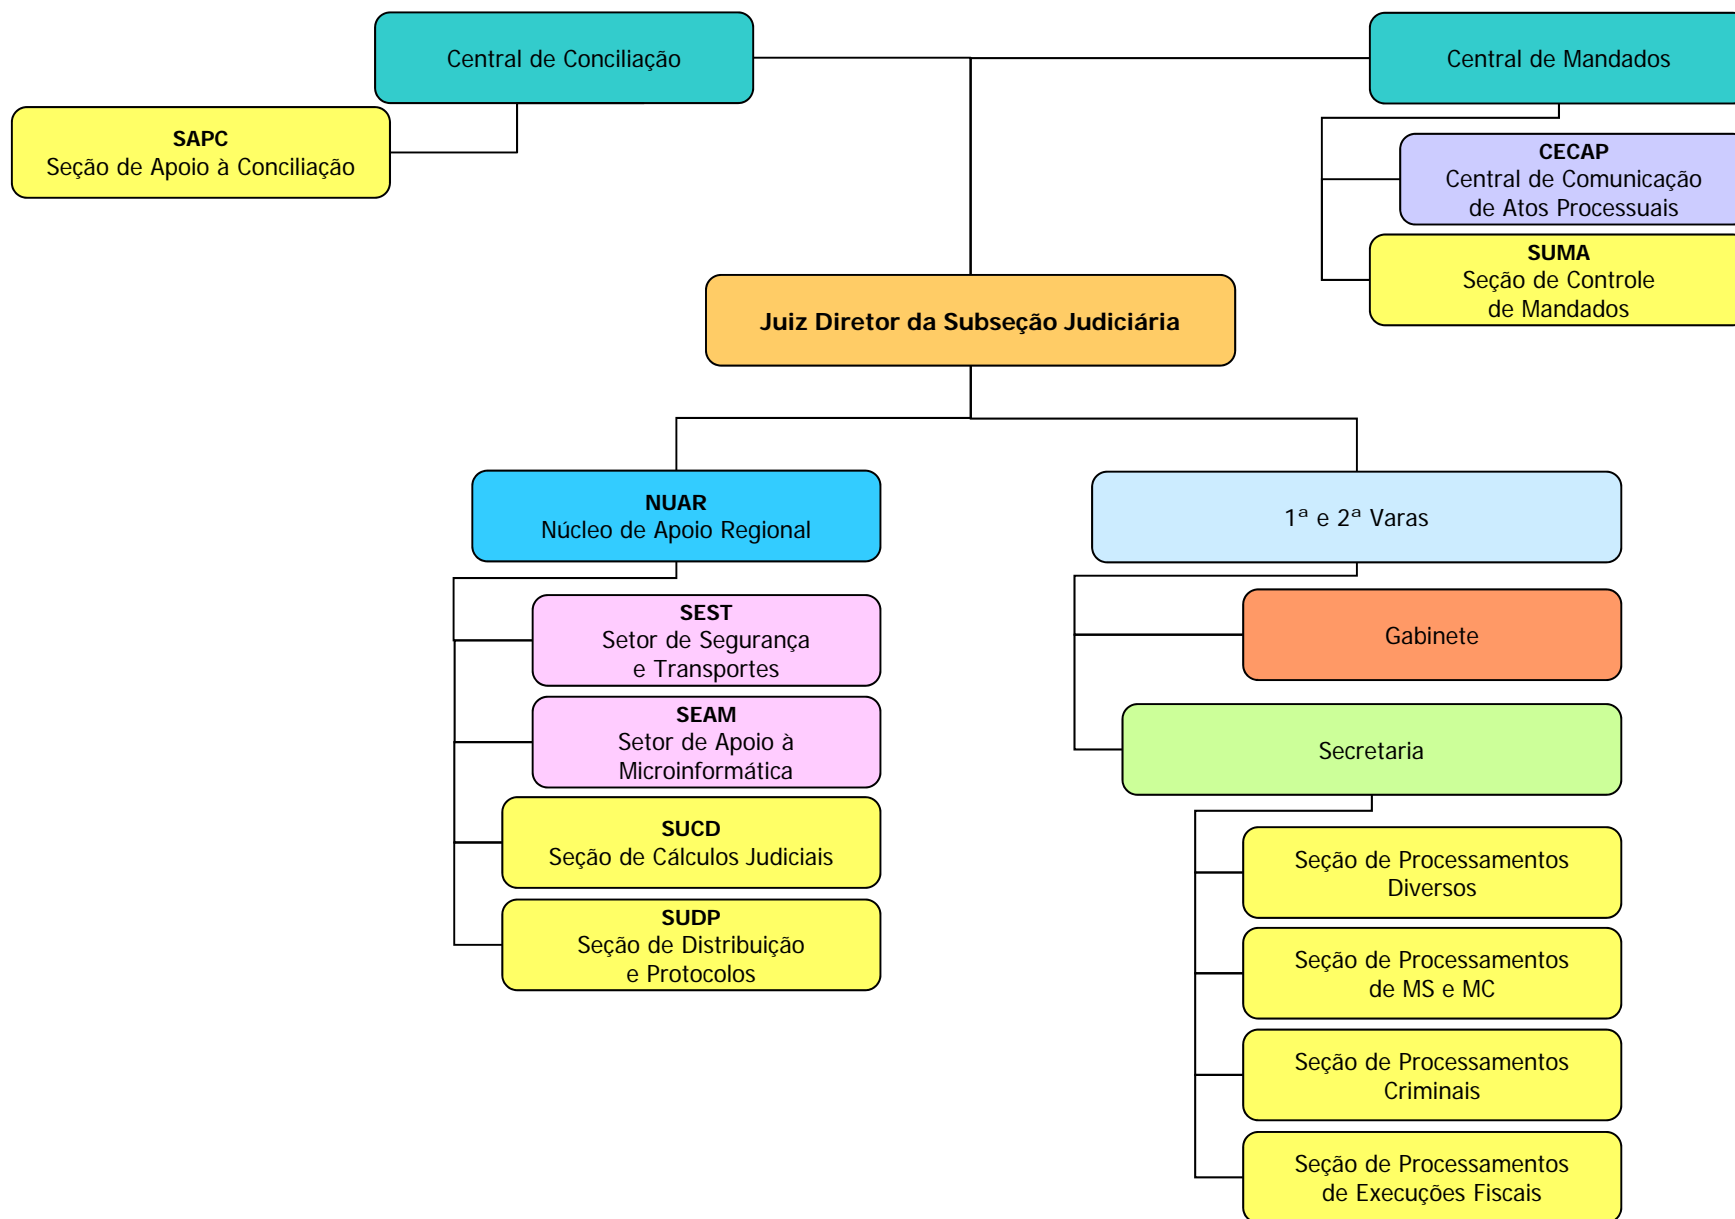 Central de Conciliação
Central de Mandados
SAPC
Seção de Apoio à Conciliação
CECAP
Central de Comunicação
de Atos Processuais
SUMA
Seção de Controle
de Mandados
Juiz Diretor da Subseção Judiciária
NUAR
Núcleo de Apoio Regional
SEST
Setor de Segurança
e Transportes
SEAM
Setor de Apoio à
Microinformática
SUCD
Seção de Cálculos Judiciais
SUDP
Seção de Distribuição
e Protocolos
1ª e 2ª Varas
Gabinete
Secretaria
Seção de Processamentos
Diversos
Seção de Processamentos
de MS e MC
Seção de Processamentos
Criminais
Seção de Processamentos
de Execuções Fiscais